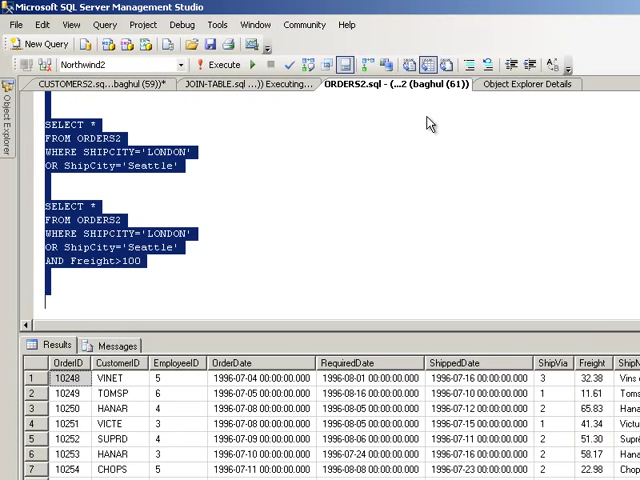 Microsoft SQL Server Management Studio
File Edit View Query Project Debug Tools Window Community Help
New Query
Northwind2 Execute
CUSTOMERS2.sq...baghul (59))* JOIN-TABLE.sql ...)) Executing... ORDERS2.sql - (...2 (baghul (61)) Object Explorer Details
Object Explorer
SELECT *
FROM ORDERS2
WHERE SHIPCITY='LONDON'
OR ShipCity='Seattle'
SELECT *
FROM ORDERS2
WHERE SHIPCITY='LONDON'
OR ShipCity='Seattle'
AND Freight>100
Results Messages
OrderID CustomerID EmployeeID OrderDate RequiredDate ShippedDate ShipVia Freight ShipN
1 10248 VINET 5 1996-07-04 00:00:00.000 1996-08-01 00:00:00.000 1996-07-16 00:00:00.000 3 32.38 Vins e
2 10249 TOMSP 6 1996-07-05 00:00:00.000 1996-08-16 00:00:00.000 1996-07-10 00:00:00.000 1 11.61 Toms
3 10250 HANAR 4 1996-07-08 00:00:00.000 1996-08-05 00:00:00.000 1996-07-12 00:00:00.000 2 65.83 Hana
4 10251 VICTE 3 1996-07-08 00:00:00.000 1996-08-05 00:00:00.000 1996-07-15 00:00:00.000 1 41.34 Victu
5 10252 SUPRD 4 1996-07-09 00:00:00.000 1996-08-06 00:00:00.000 1996-07-11 00:00:00.000 2 51.30 Suprê
6 10253 HANAR 3 1996-07-10 00:00:00.000 1996-07-24 00:00:00.000 1996-07-16 00:00:00.000 2 58.17 Hana
7 10254 CHOPS 5 1996-07-11 00:00:00.000 1996-08-08 00:00:00.000 1996-07-23 00:00:00.000 2 22.98 Chop